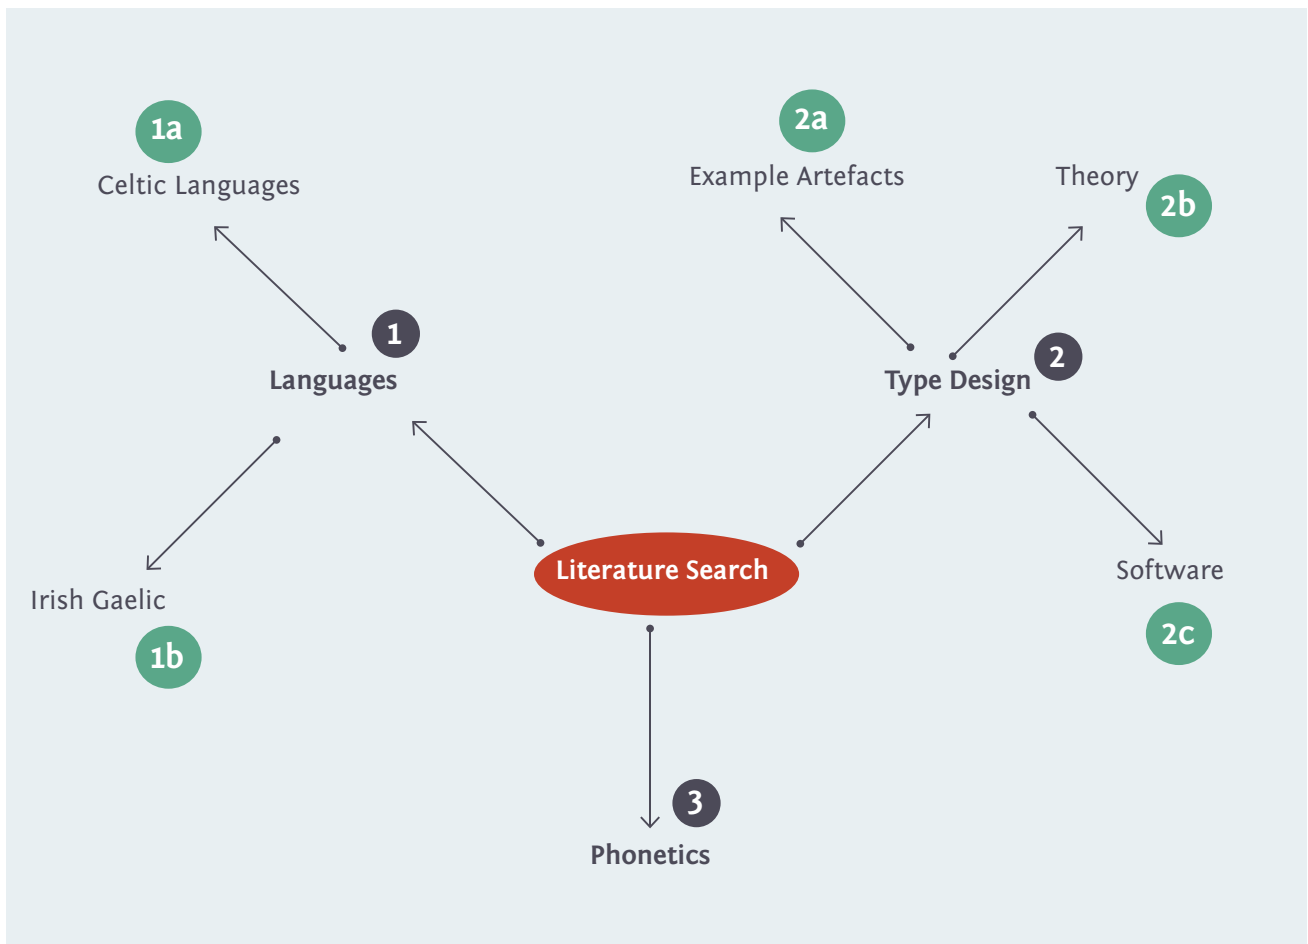 1a
Celtic Languages
2a
Example Artefacts
Theory
2b
1
Languages
2
Type Design
Literature Search
Irish Gaelic
1b
Software
2c
3
Phonetics